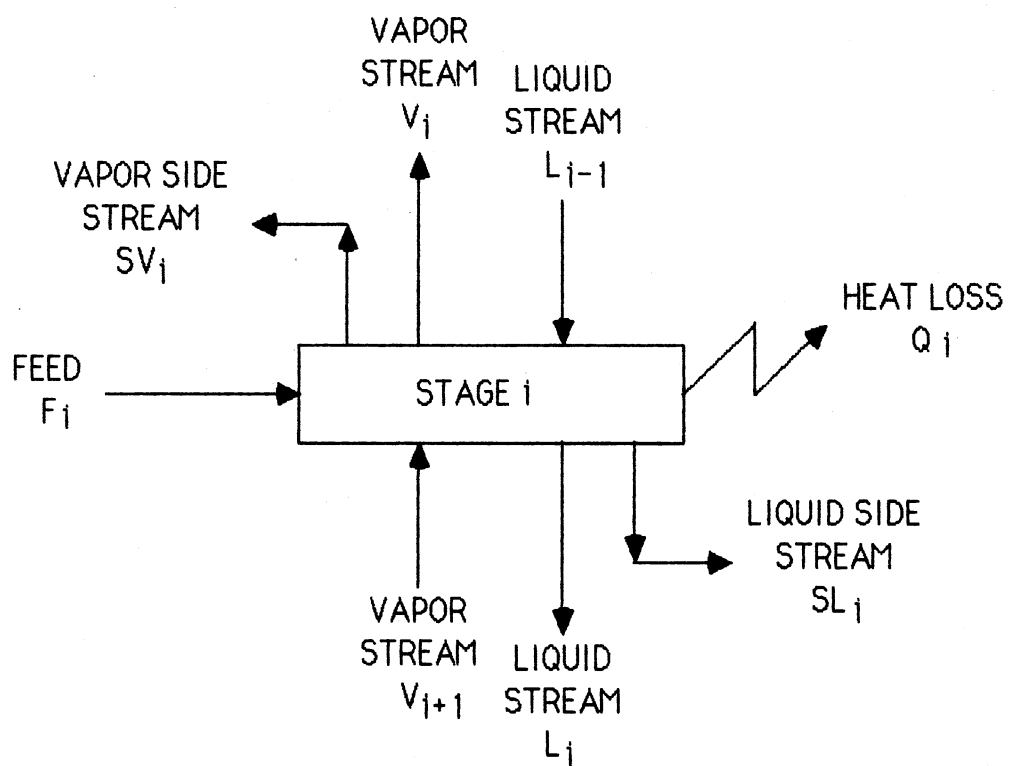 VAPOR
STREAM
Vi
LIQUID
STREAM
Li-1
VAPOR SIDE
STREAM
SVi
HEAT LOSS
Qi
FEED
Fi
STAGE i
LIQUID SIDE
STREAM
SLi
VAPOR
STREAM
Vi+1
LIQUID
STREAM
Li